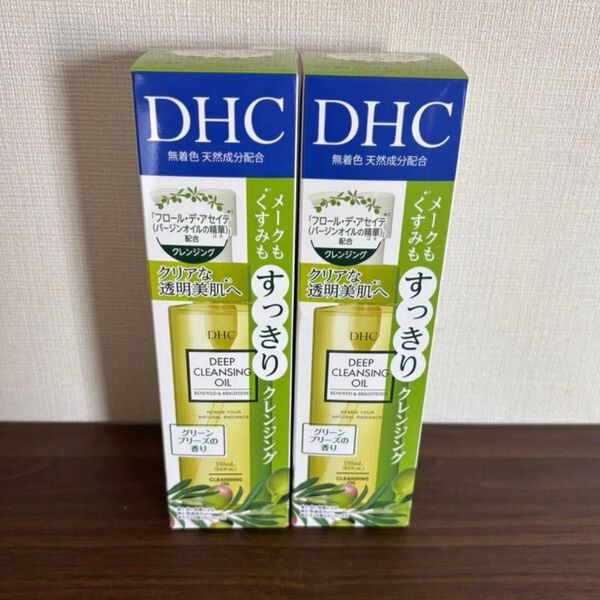 DHC
無着色 天然成分配合
「フロール・デ・アセイテ
(バージンオイルの精華)」
配合
クレンジング
クリアな
透明美肌へ
メークも
くすみも
すっきり
クレンジング
DHC
DEEP
CLEANSING
OIL
RENEWED & BRIGHTENED
RENEW YOUR
NATURAL RADIANCE
グリーン
ブリーズの
香り
150mL
CLEANSING
OIL
DHC
無着色 天然成分配合
「フロール・デ・アセイテ
(バージンオイルの精華)」
配合
クレンジング
クリアな
透明美肌へ
メークも
くすみも
すっきり
クレンジング
DHC
DEEP
CLEANSING
OIL
RENEWED & BRIGHTENED
RENEW YOUR
NATURAL RADIANCE
グリーン
ブリーズの
香り
150mL
CLEANSING
OIL